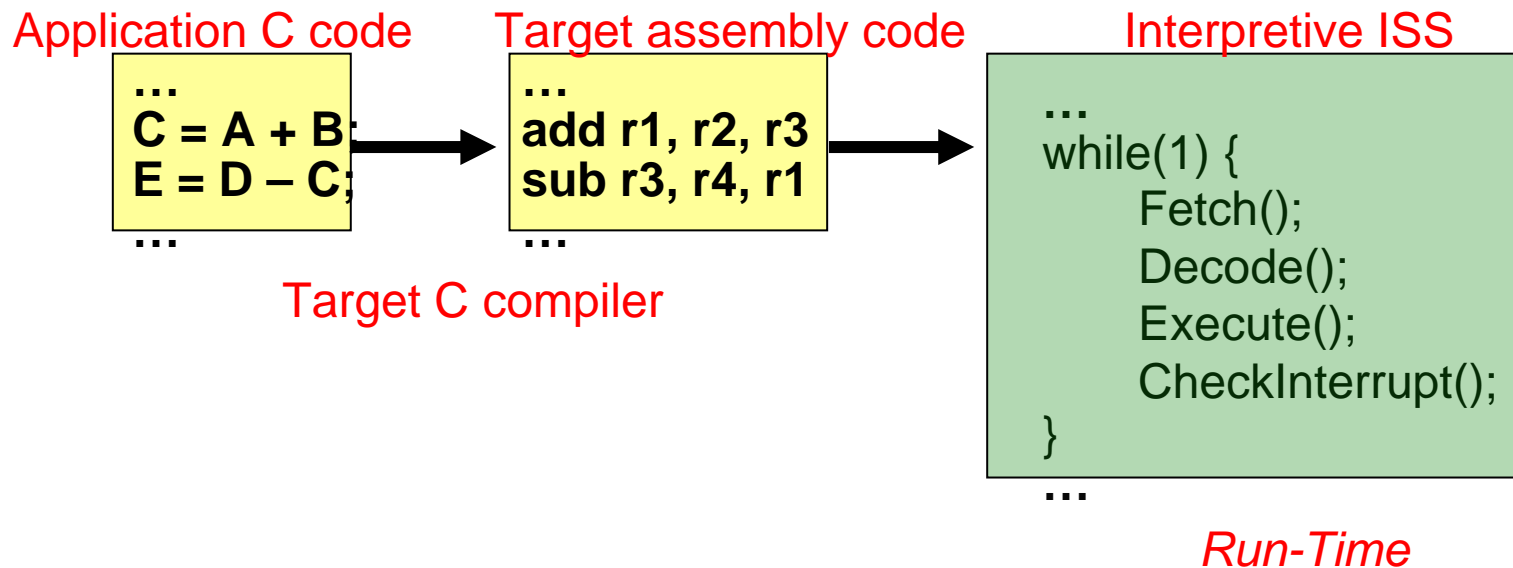 Application C code
Target assembly code
Interpretive ISS
…
C = A + B;
E = D – C;
…
…
add r1, r2, r3
sub r3, r4, r1
…
Target C compiler
…
while(1) {
Fetch();
Decode();
Execute();
CheckInterrupt();
}
…
Run-Time